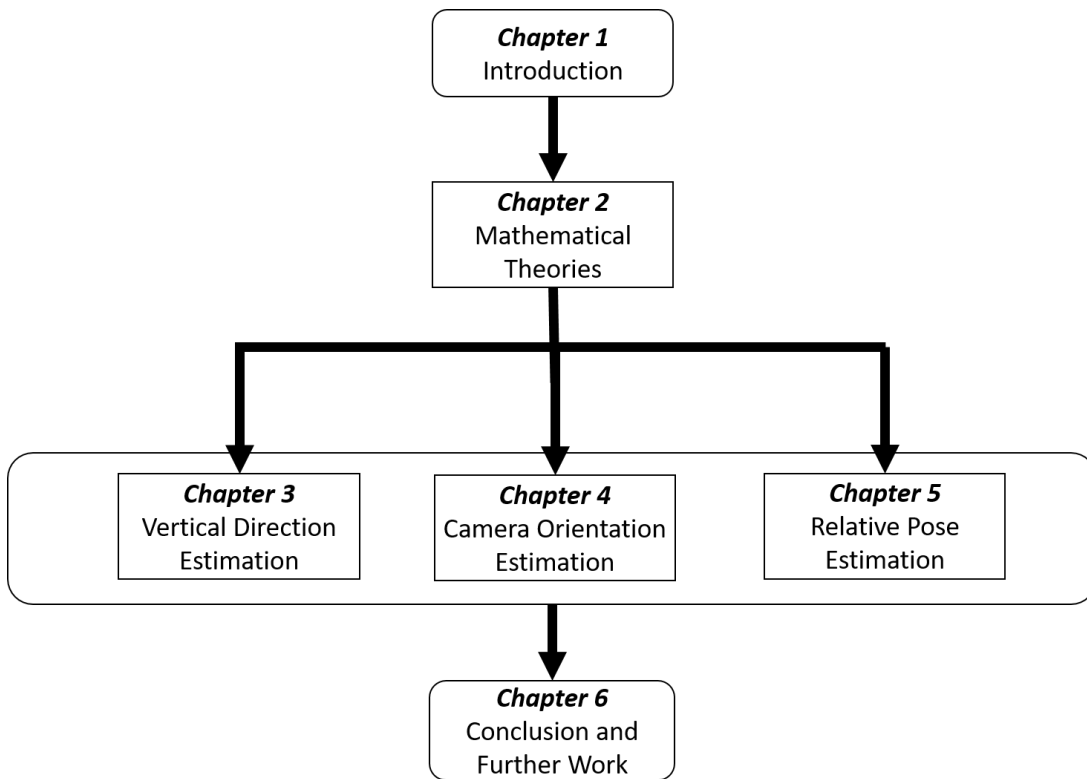 Chapter 1
Introduction
Chapter 2
Mathematical
Theories
Chapter 3
Vertical Direction
Estimation
Chapter 4
Camera Orientation
Estimation
Chapter 5
Relative Pose
Estimation
Chapter 6
Conclusion and
Further Work